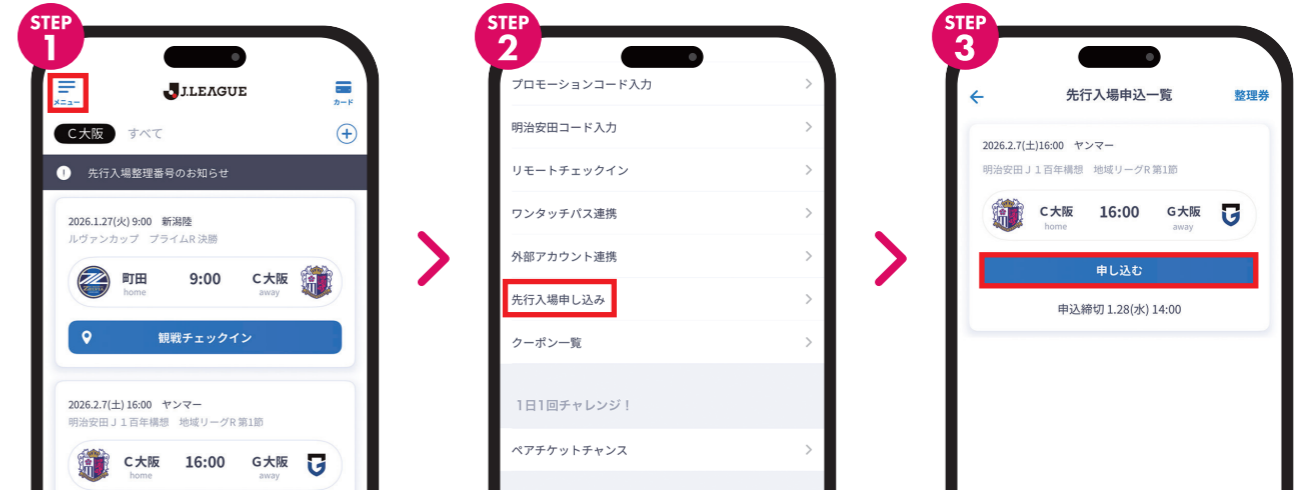 STEP
1
メニュー
J.LEAGUE
カード
C大阪 すべて
先行入場整理番号のお知らせ
2026.1.27(火) 9:00 新潟陸
ルヴァンカップ プライムR 決勝
町田 9:00 C大阪
home away
観戦チェックイン
2026.2.7(土) 16:00 ヤンマー
明治安田J1百年構想 地域リーグR 第1節
C大阪 16:00 G大阪
home away
STEP
2
プロモーションコード入力
明治安田コード入力
リモートチェックイン
ワンタッチパス連携
外部アカウント連携
先行入場申し込み
クーポン一覧
1日1回チャレンジ！
ペアチケットチャンス
STEP
3
先行入場申込一覧 整理券
2026.2.7(土)16:00 ヤンマー
明治安田J1百年構想 地域リーグR 第1節
C大阪 16:00 G大阪
home away
申し込む
申込締切 1.28(水) 14:00